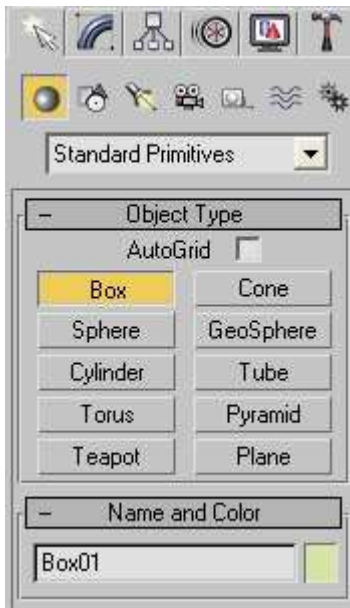 Standard Primitives
- Object Type
AutoGrid
Box Cone
Sphere GeoSphere
Cylinder Tube
Torus Pyramid
Teapot Plane
- Name and Color
Box01